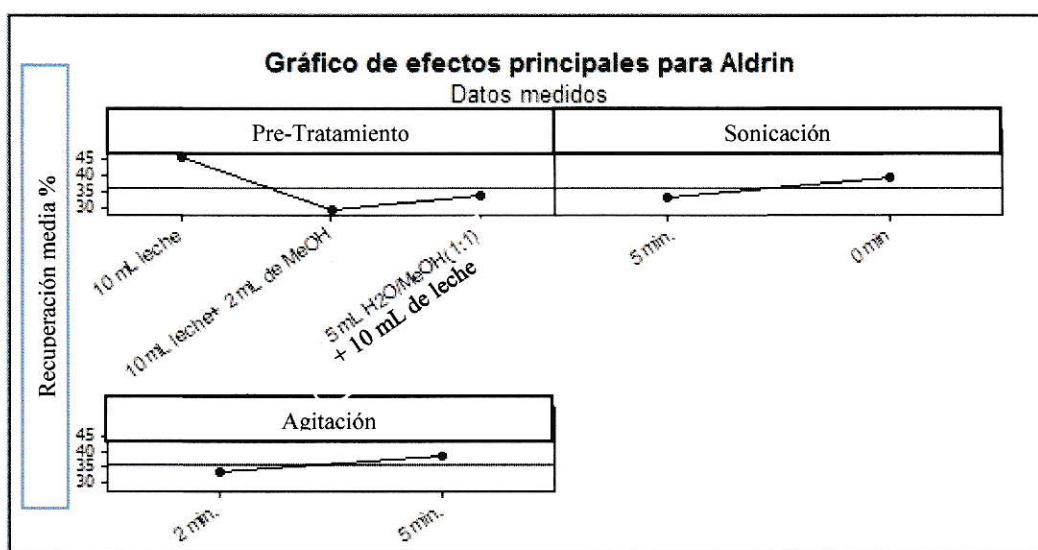 Gráfico de efectos principales para Aldrin
Datos medidos
Recuperación media %
Pre-Tratamiento
Sonicación
45
40
35
30
10 mL leche
10 mL leche+ 2 mL de MeOH
5 mL H2O/MeOH(1:1)
+ 10 mL de leche
5 min.
0 min
Agitación
45
40
35
30
2 min.
5 min.